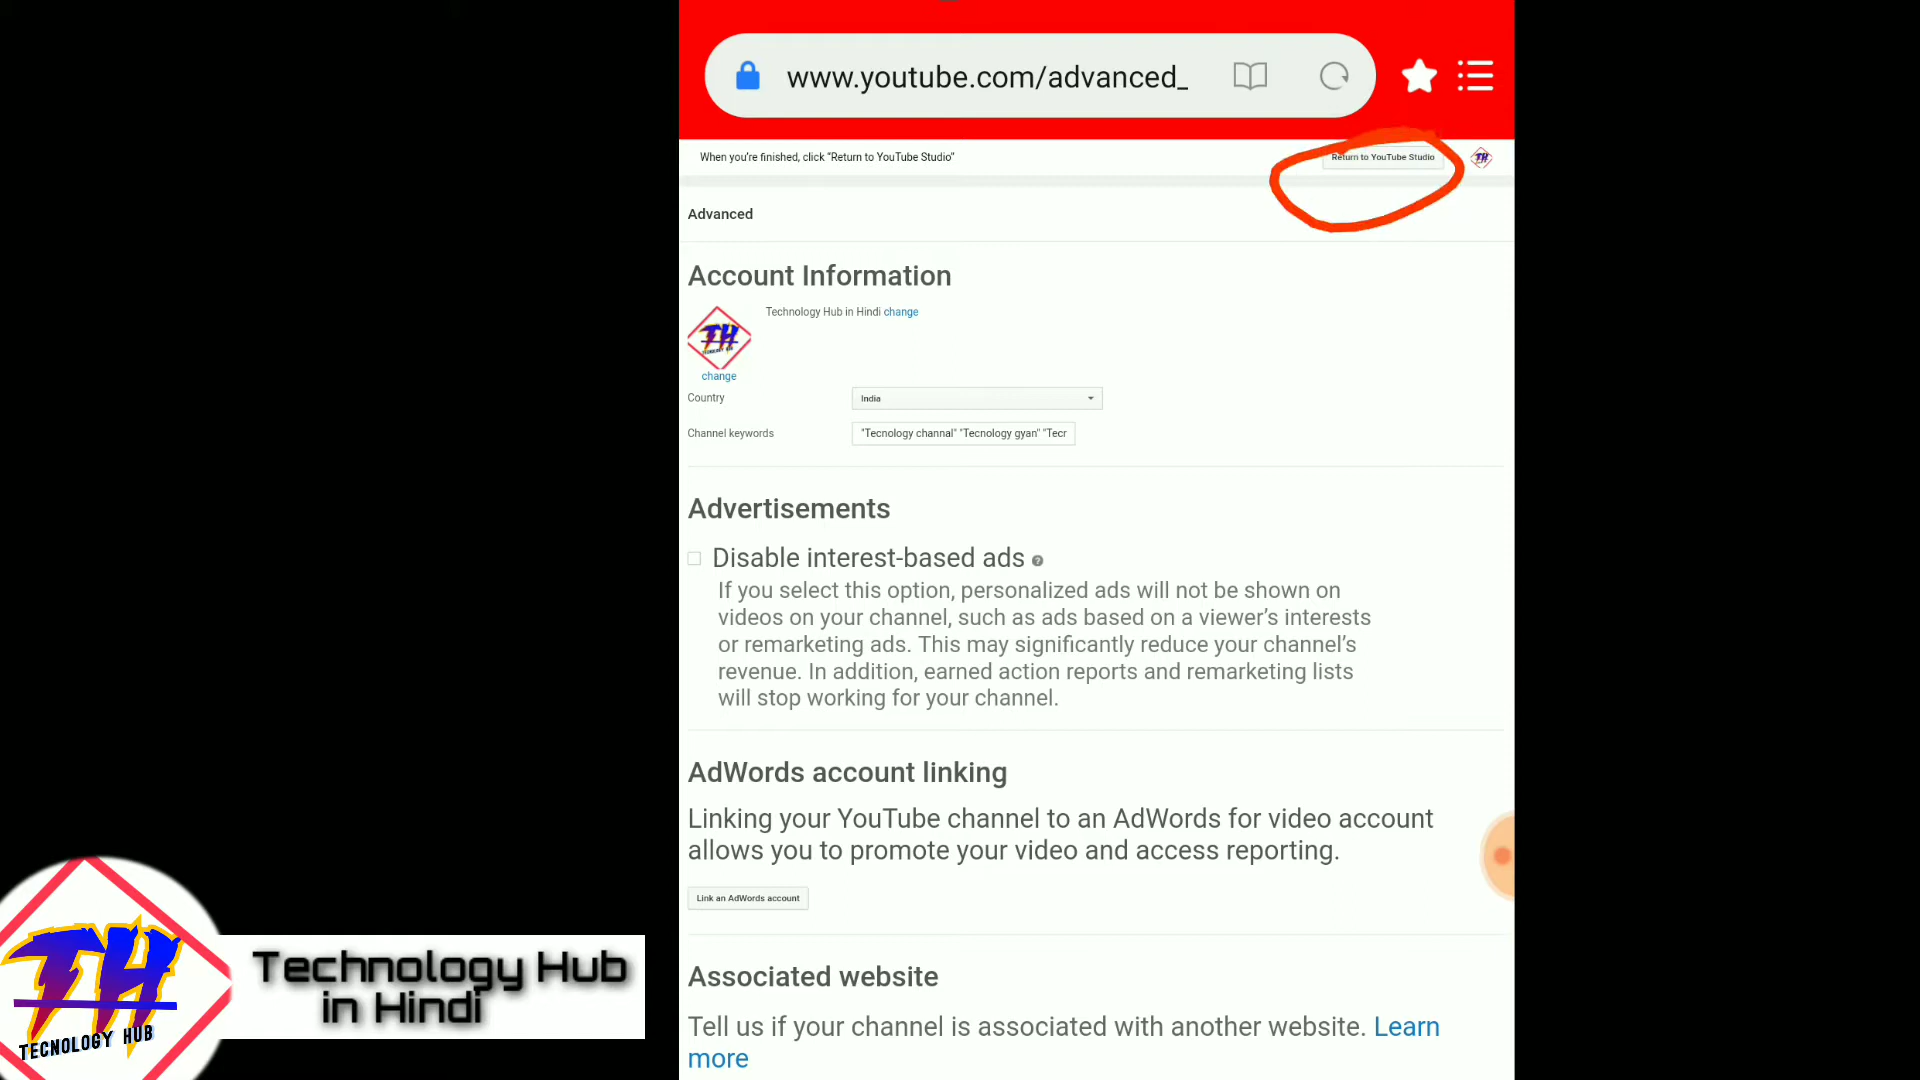 www.youtube.com/advanced_
When you’re finished, click “Return to YouTube Studio”
Return to YouTube Studio
TH
Advanced
Account Information
Technology Hub in Hindi change
TH
change
Country
India
Channel keywords
"Tecnology channal" "Tecnology gyan" "Tecr
Advertisements
Disable interest-based ads
If you select this option, personalized ads will not be shown on
videos on your channel, such as ads based on a viewer’s interests
or remarketing ads. This may significantly reduce your channel’s
revenue. In addition, earned action reports and remarketing lists
will stop working for your channel.
AdWords account linking
Linking your YouTube channel to an AdWords for video account
allows you to promote your video and access reporting.
Link an AdWords account
Associated website
Tell us if your channel is associated with another website. Learn
more
TH
TECNOLOGY HUB
Technology Hub
in Hindi